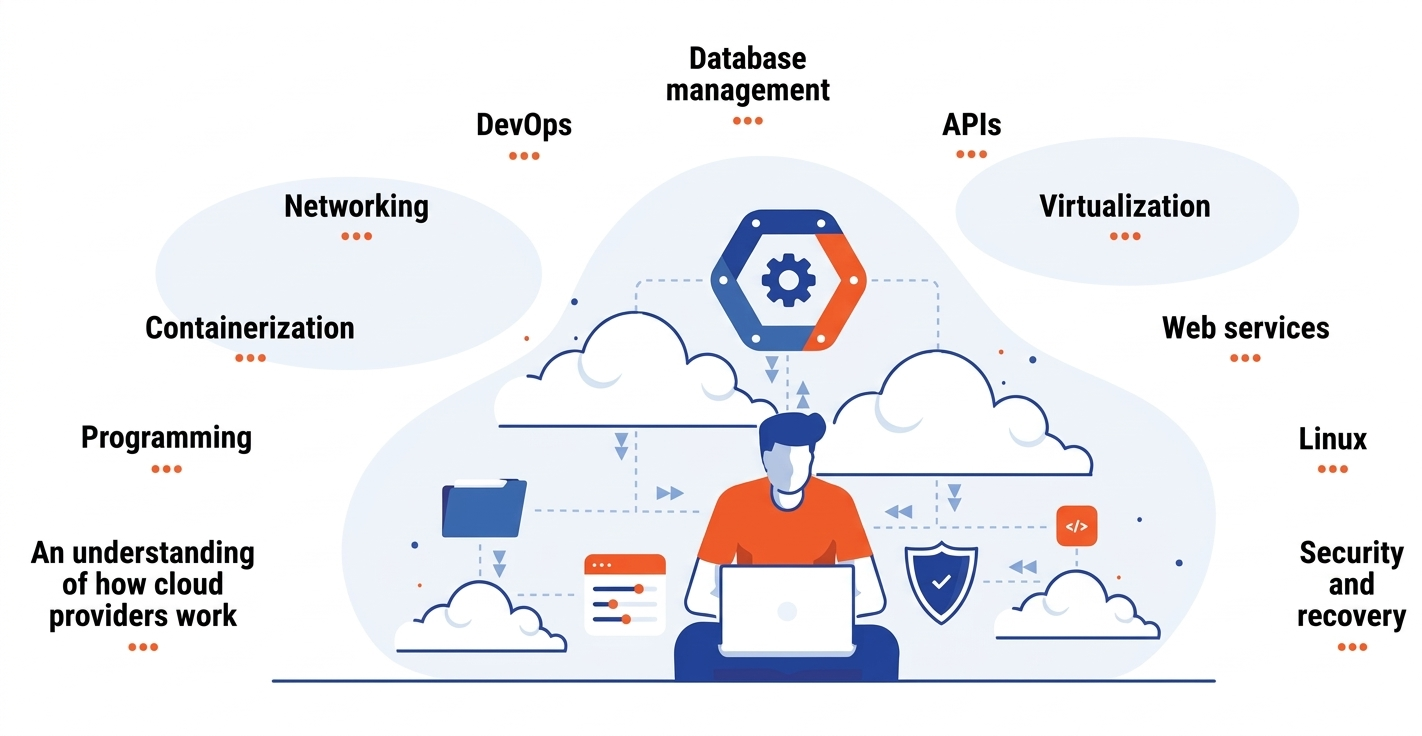 Database
management
DevOps
APIs
Networking
Virtualization
Containerization
Web services
Programming
Linux
An understanding
of how cloud
providers work
Security
and
recovery
</>